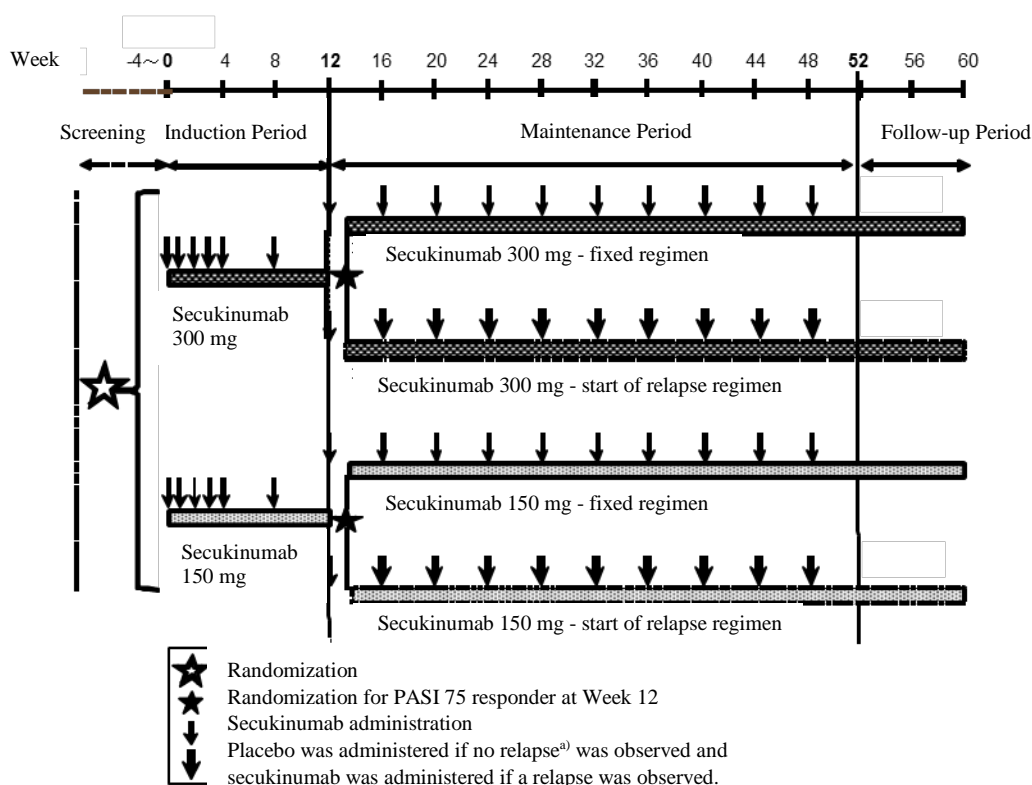 Week -4～ 0 4 8 12 16 20 24 28 32 36 40 44 48 52 56 60
Screening Induction Period Maintenance Period Follow-up Period
Secukinumab 300 mg - fixed regimen
Secukinumab
300 mg
Secukinumab 300 mg - start of relapse regimen
Secukinumab 150 mg - fixed regimen
Secukinumab
150 mg
Secukinumab 150 mg - start of relapse regimen
Randomization
Randomization for PASI 75 responder at Week 12
Secukinumab administration
Placebo was administered if no relapse a) was observed and
secukinumab was administered if a relapse was observed.